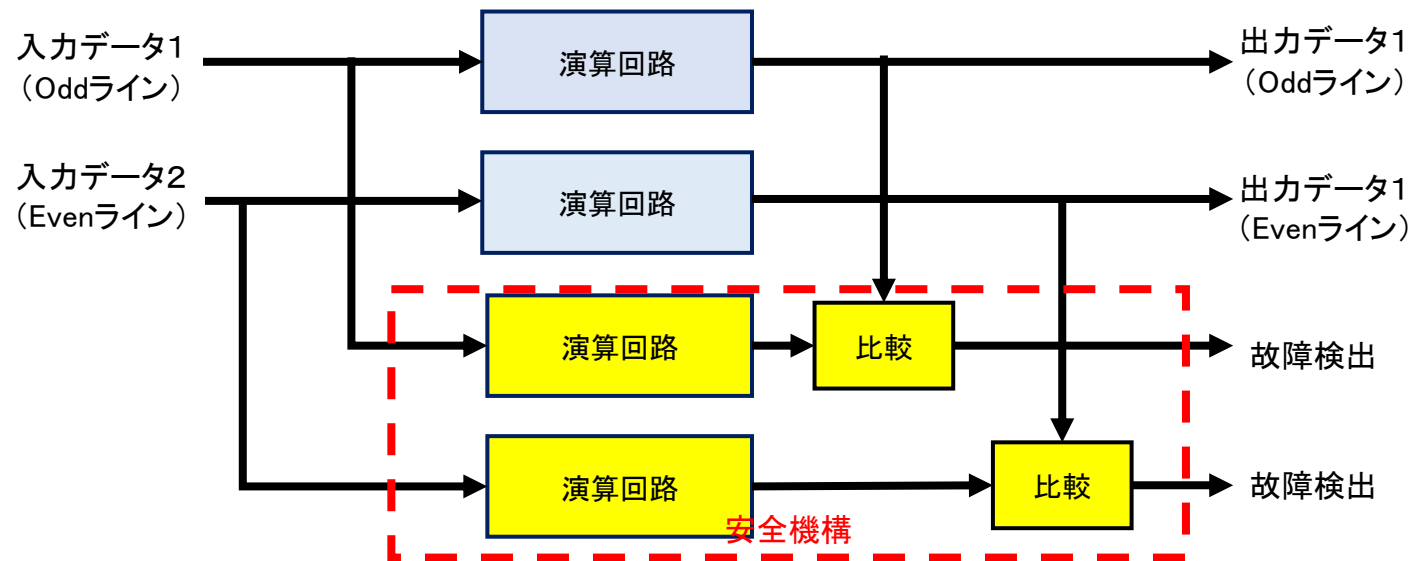 入力データ1
（Oddライン）
演算回路
出力データ1
（Oddライン）
入力データ2
（Evenライン）
演算回路
出力データ1
（Evenライン）
演算回路
比較
故障検出
演算回路
比較
故障検出
安全機構